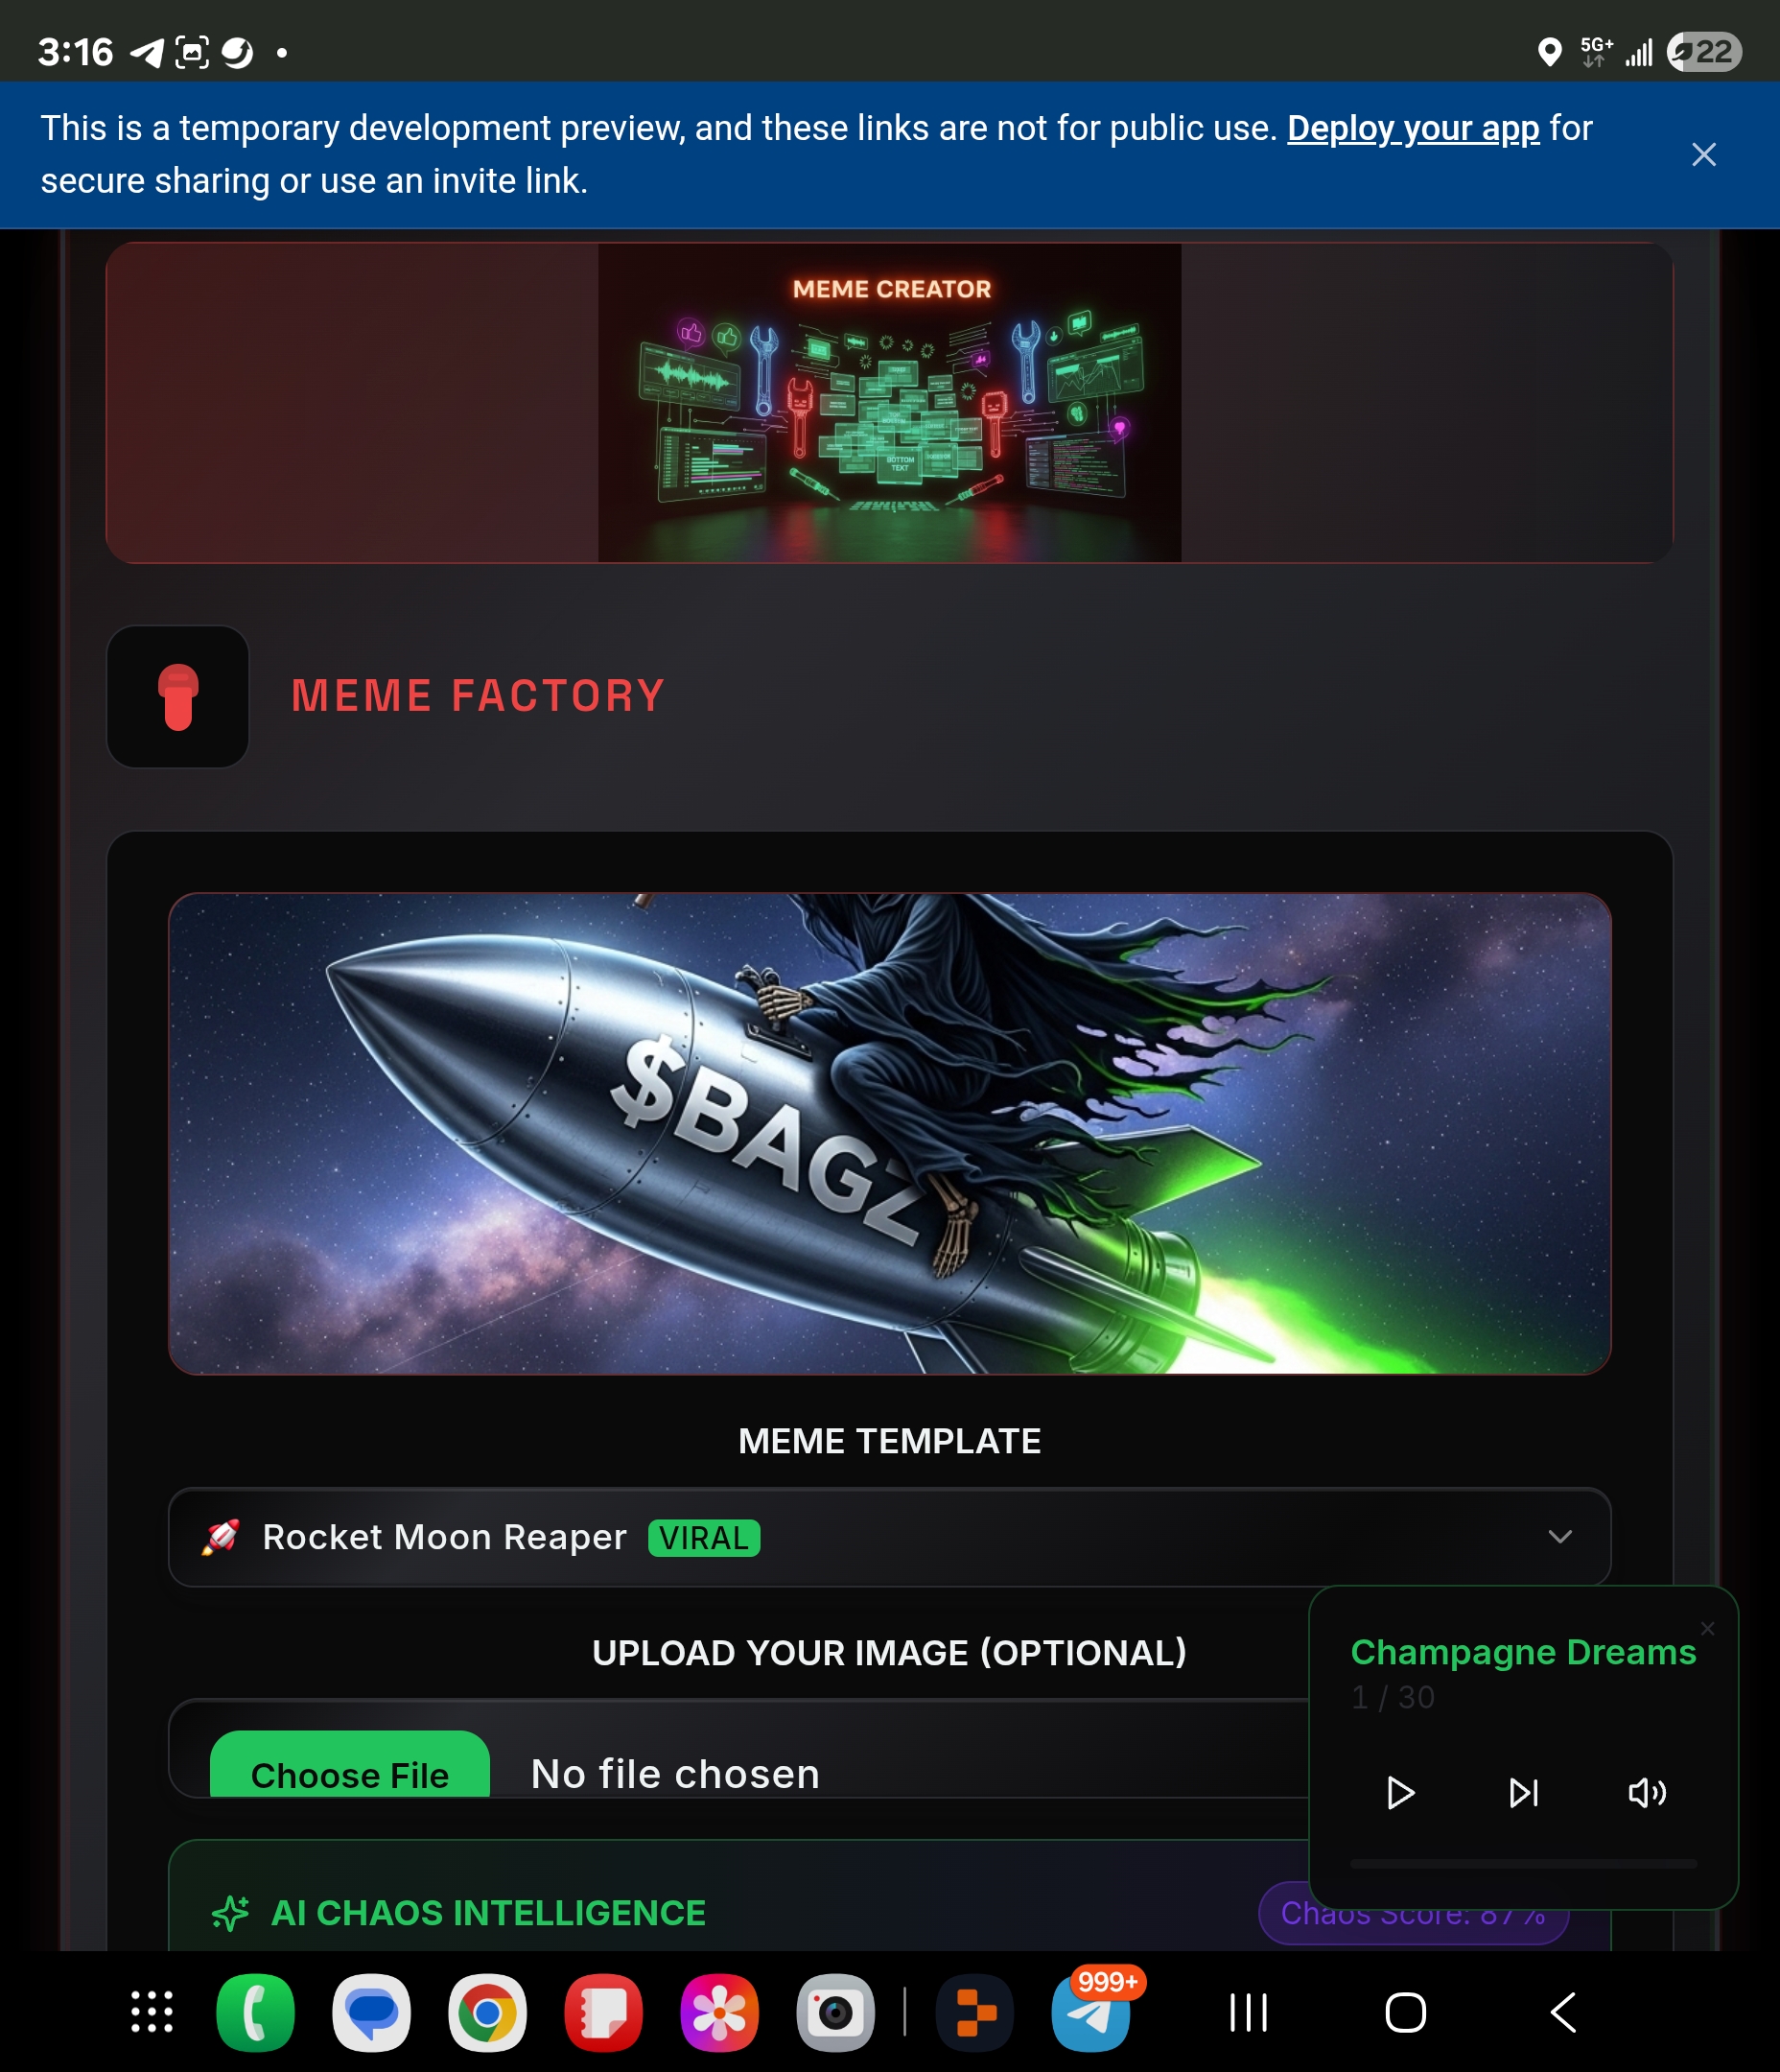 3:16
5G+
22
This is a temporary development preview, and these links are not for public use. Deploy your app for
secure sharing or use an invite link.
MEME CREATOR
BOTTOM
TEXT
MEME FACTORY
$BAGZ
MEME TEMPLATE
Rocket Moon Reaper VIRAL
UPLOAD YOUR IMAGE (OPTIONAL)
Champagne Dreams
1 / 30
Choose File No file chosen
AI CHAOS INTELLIGENCE
Chaos Score: 87%
999+